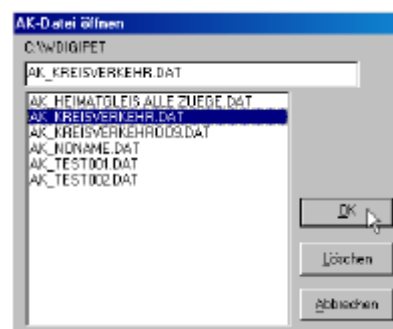 AK-Datei öffnen
C:\WDIGIPET
AK_KREISVERKEHR.DAT
AK_HEIMATGLEIS ALLE ZUEGE.DAT
AK_KREISVERKEHR.DAT
AK_KREISVERKEHR009.DAT
AK_NONAME.DAT
AK_TEST001.DAT
AK_TEST002.DAT
OK
Löschen
Abbrechen